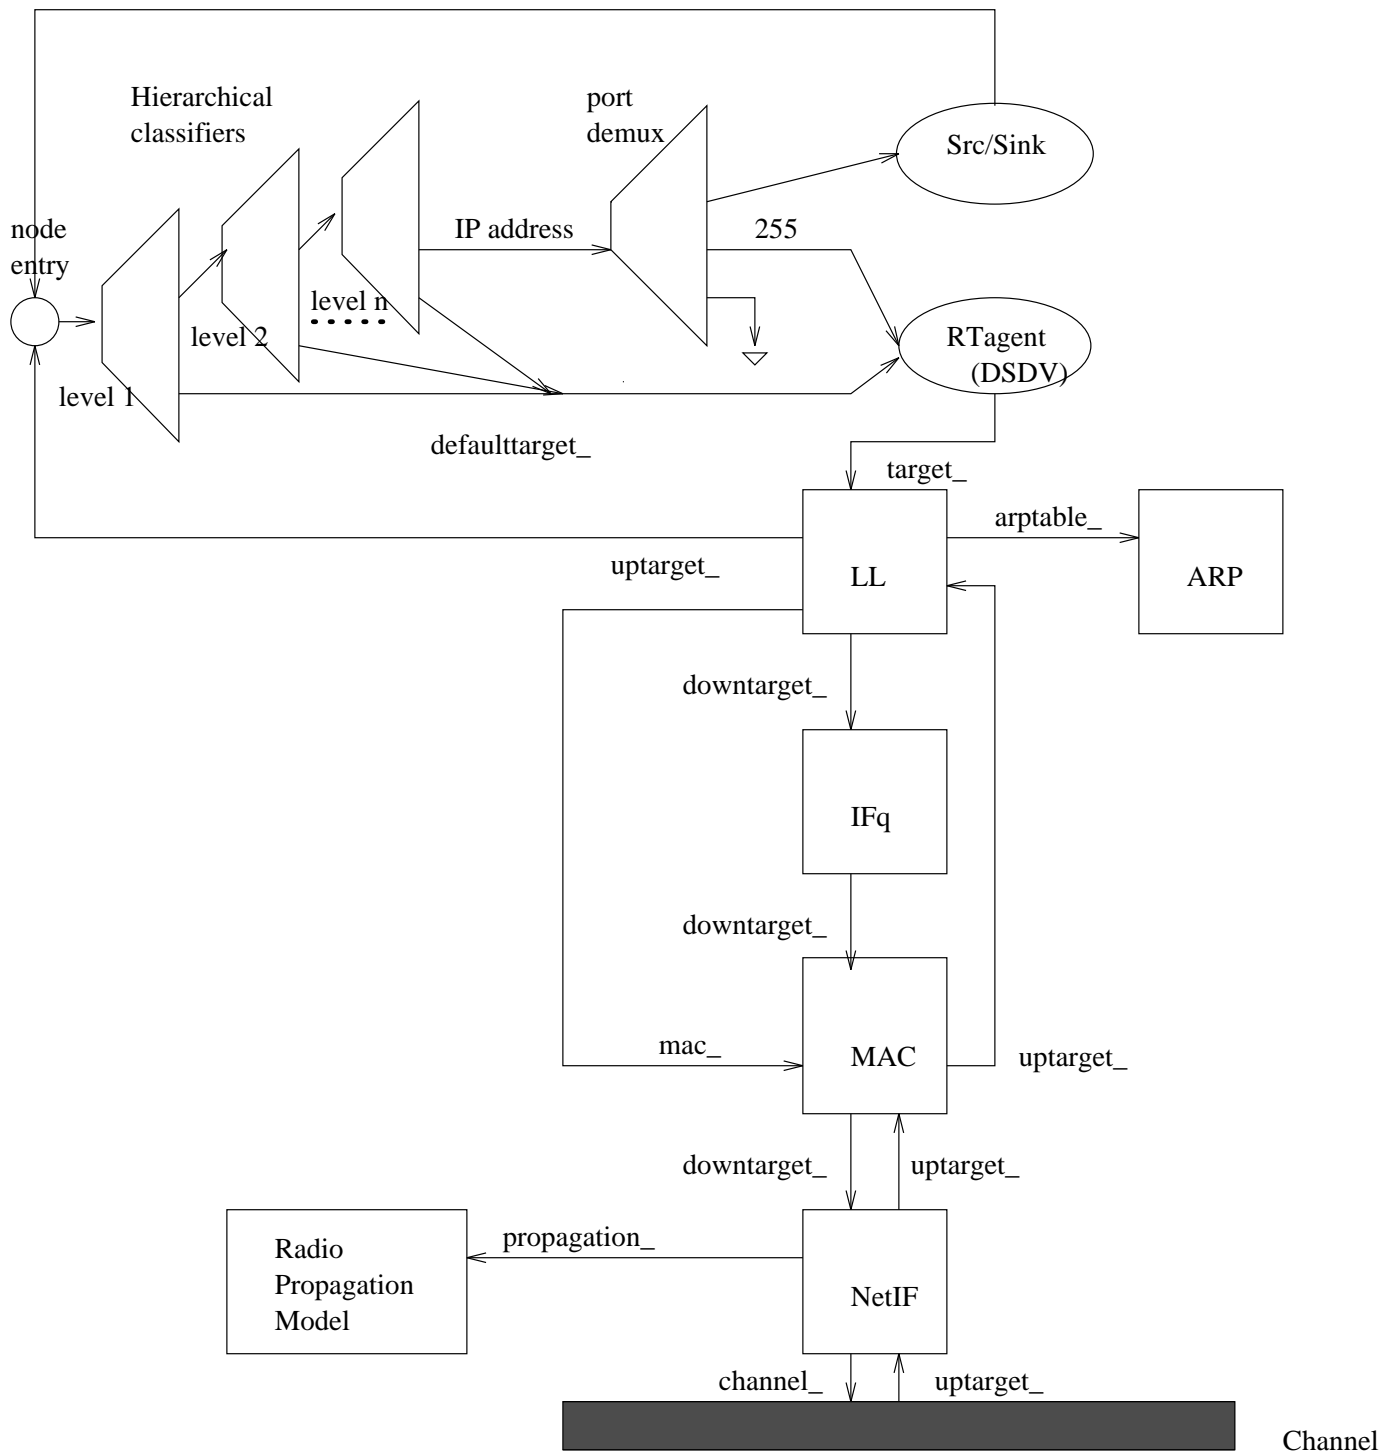 Hierarchical
classifiers
port
demux
Src/Sink
node
entry
IP address
255
level n
level 2
level 1
RTagent
(DSDV)
defaulttarget_
target_
arptable_
uptarget_
LL
ARP
downtarget_
IFq
downtarget_
mac_
MAC
uptarget_
downtarget_
uptarget_
Radio
Propagation
Model
propagation_
NetIF
channel_
uptarget_
Channel